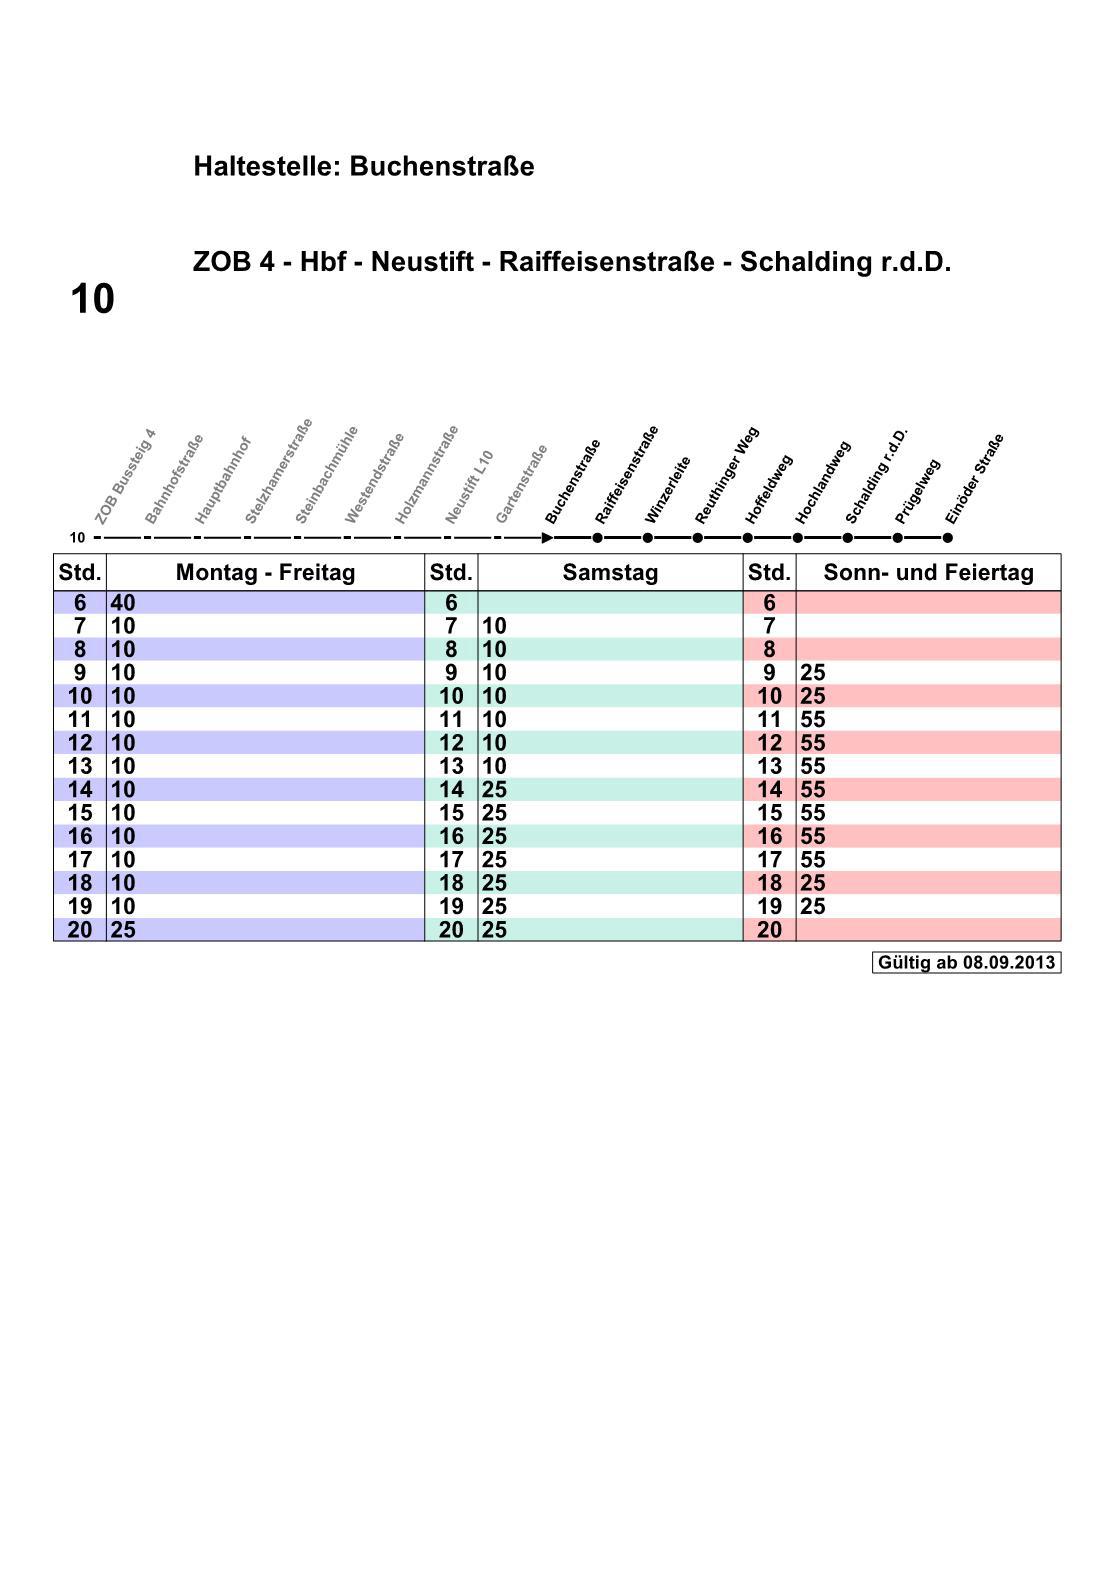 Haltestelle: Buchenstraße
ZOB 4 - Hbf - Neustift - Raiffeisenstraße - Schalding r.d.D.
10
ZOB Bussteig 4
Bahnhofstraße
Hauptbahnhof
Stelzhamerstraße
Steinbachmühle
Westendstraße
Holzmannstraße
Neustift L10
Gartenstraße
Buchenstraße
Raiffeisenstraße
Winzerleite
Reuthinger Weg
Hoffeldweg
Hochlandweg
Schalding r.d.D.
Prügelweg
Einöder Straße
10
Std. Montag - Freitag Std. Samstag Std. Sonn- und Feiertag
6 40 6 6
7 10 7 10 7
8 10 8 10 8
9 10 9 10 9 25
10 10 10 10 10 25
11 10 11 10 11 55
12 10 12 10 12 55
13 10 13 10 13 55
14 10 14 25 14 55
15 10 15 25 15 55
16 10 16 25 16 55
17 10 17 25 17 55
18 10 18 25 18 25
19 10 19 25 19 25
20 25 20 25 20
Gültig ab 08.09.2013